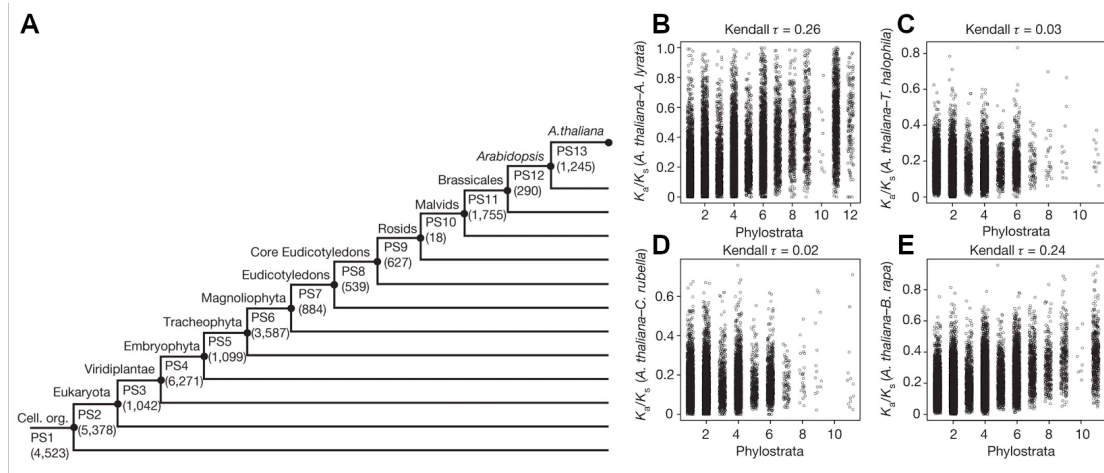 A
A.thaliana
PS13
(1,245)
Arabidopsis
PS12
(290)
Brassicales
PS11
(1,755)
Malvids
PS10
(18)
Rosids
PS9
(627)
Core Eudicotyledons
PS8
(539)
Eudicotyledons
PS7
(884)
Magnoliophyta
PS6
(3,587)
Tracheophyta
PS5
(1,099)
Embryophyta
PS4
(6,271)
Viridiplantae
PS3
(1,042)
Eukaryota
PS2
(5,378)
Cell. org.
PS1
(4,523)
B
Kendall τ = 0.26
Ka/Ks (A. thaliana–A. lyrata)
1.0
0.8
0.6
0.4
0.2
0
2 4 6 8 10 12
Phylostrata
C
Kendall τ = 0.03
Ka/Ks (A. thaliana–T. halophila)
0.8
0.6
0.4
0.2
0
2 4 6 8 10
Phylostrata
D
Kendall τ = 0.02
Ka/Ks (A. thaliana–C. rubella)
0.6
0.4
0.2
0
2 4 6 8 10
Phylostrata
E
Kendall τ = 0.24
Ka/Ks (A. thaliana–B. rapa)
0.8
0.6
0.4
0.2
0
2 4 6 8 10
Phylostrata